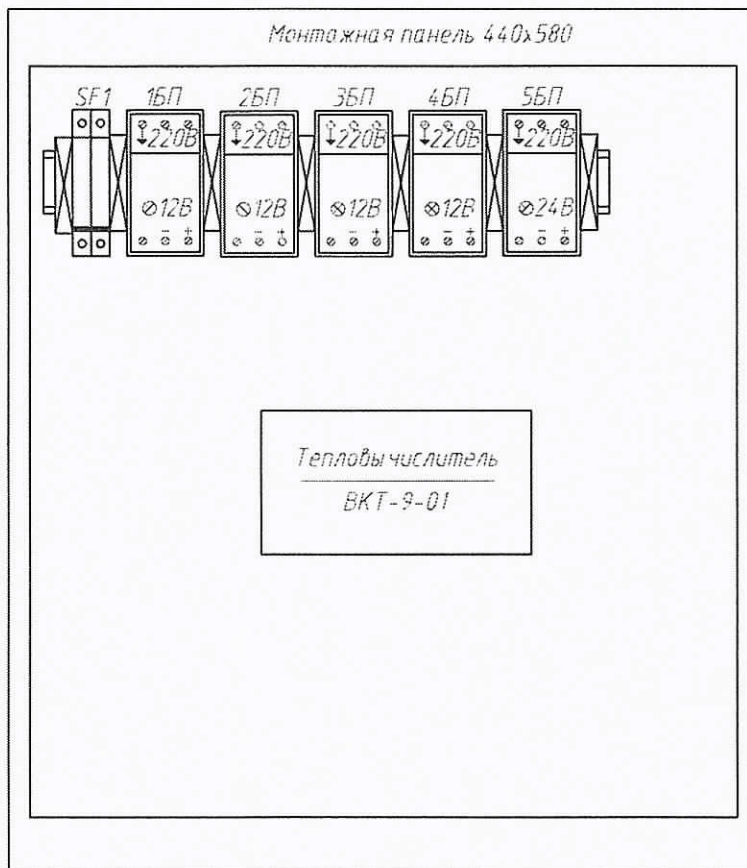 Монтажная панель 440х580
SF1 1БП 2БП 3БП 4БП 5БП
220В 220В 220В 220В 220В
12В 12В 12В 12В 24В
- + - + - + - + - +
Тепловычислитель
ВКТ-9-01